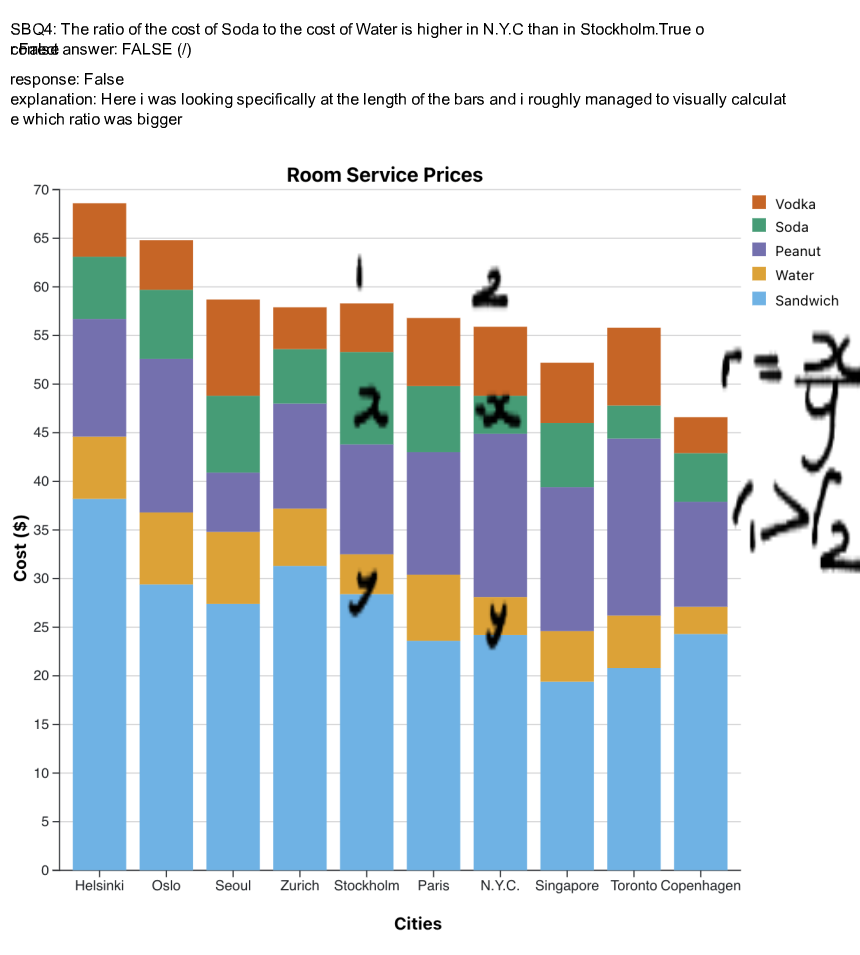 SBQ4: The ratio of the cost of Soda to the cost of Water is higher in N.Y.C than in Stockholm.True o
r False
correct answer: FALSE (/)
response: False
explanation: Here i was looking specifically at the length of the bars and i roughly managed to visually calculat
e which ratio was bigger
Room Service Prices
Vodka
Soda
Peanut
Water
Sandwich
70
65
60
55
50
45
40
35
30
25
20
15
10
5
0
Cost ($)
1
2
x
x
y
y
r = x/y
r1 > r2
Helsinki Oslo Seoul Zurich Stockholm Paris N.Y.C. Singapore Toronto Copenhagen
Cities